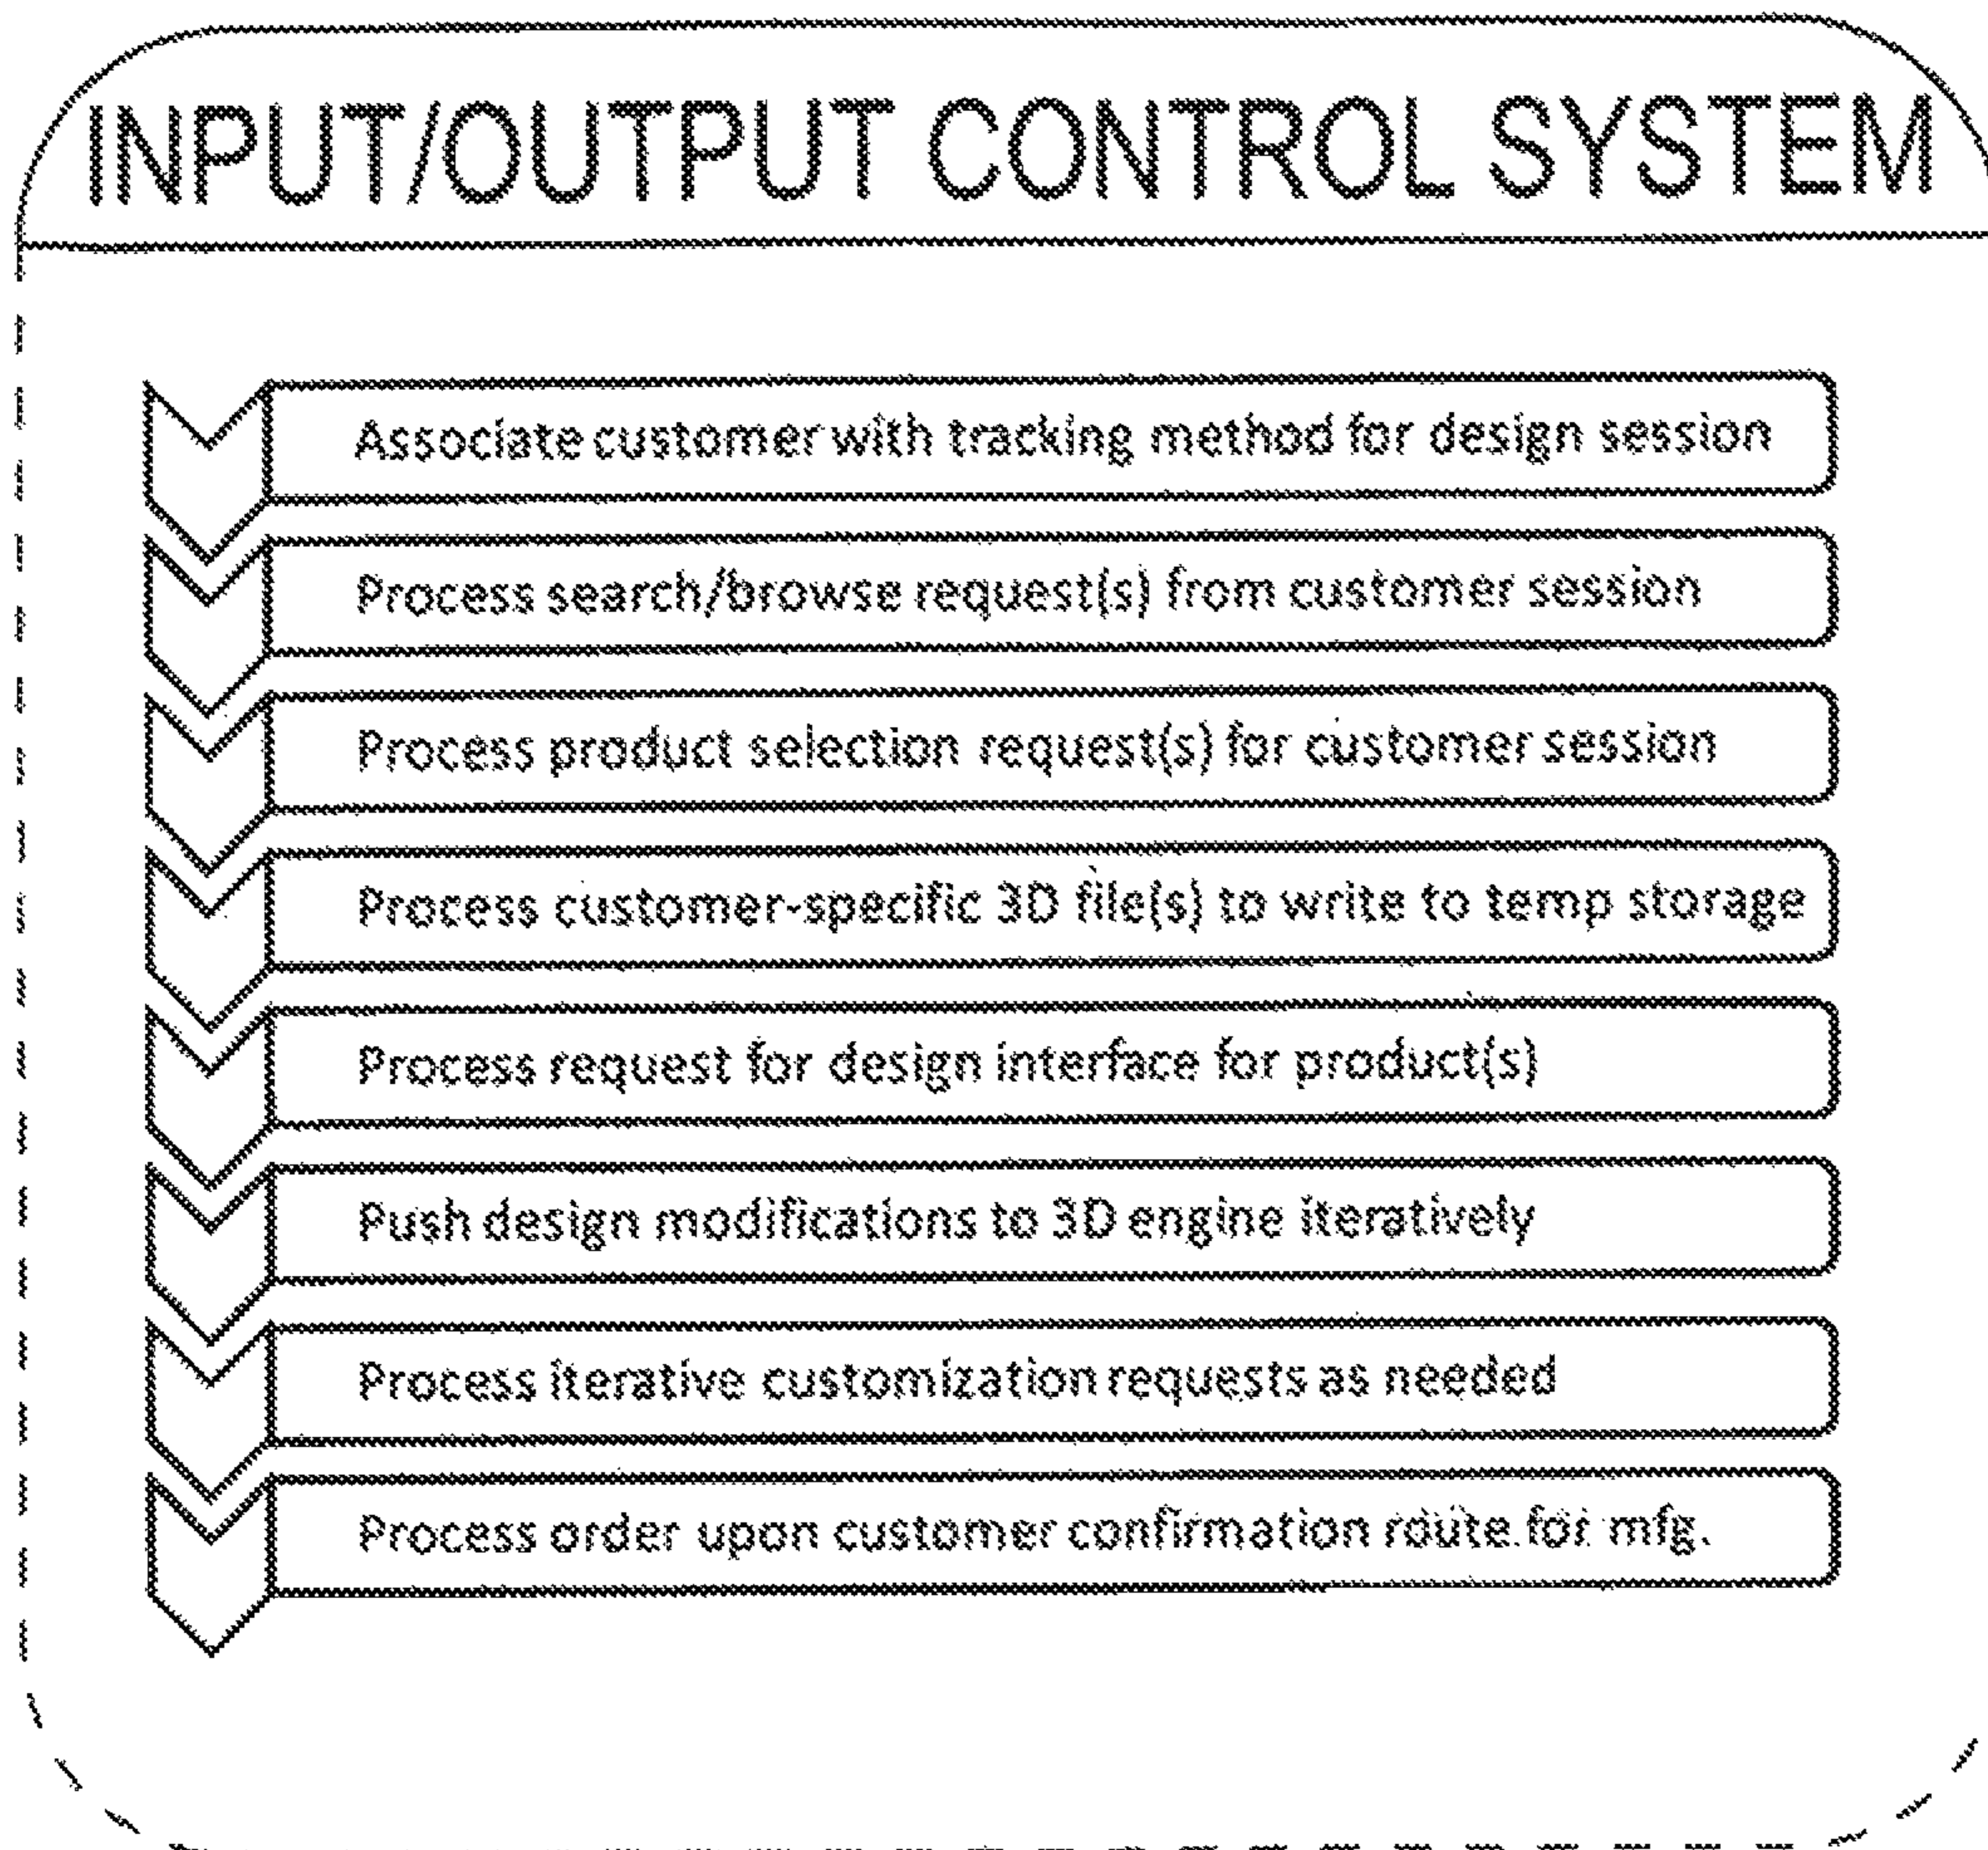 INPUT/OUTPUT CONTROL SYSTEM
Associate customer with tracking method for design session
Process search/browse request(s) from customer session
Process product selection request(s) for customer session
Process customer-specific 3D file(s) to write to temp storage
Process request for design interface for product(s)
Push design modifications to 3D engine iteratively
Process iterative customization requests as needed
Process order upon customer confirmation route for mfg.